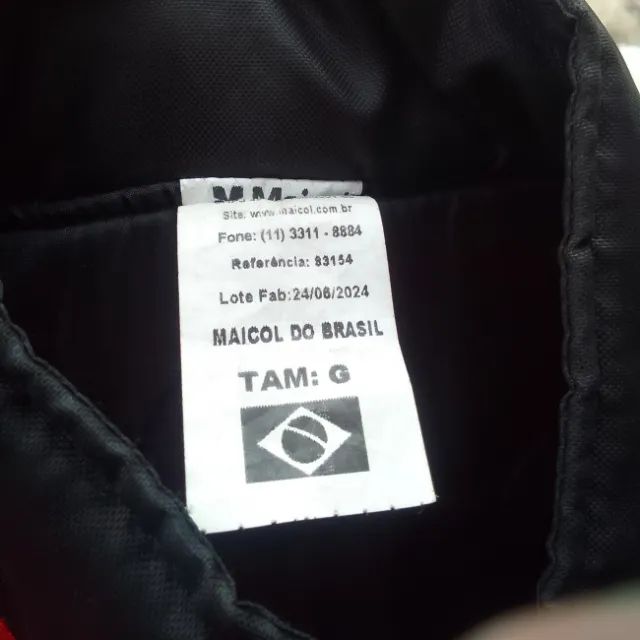 Site: www.maicol.com.br
Fone: (11) 3311 - 8884
Referência: 83154
Lote Fab:24/06/2024
MAICOL DO BRASIL
TAM: G